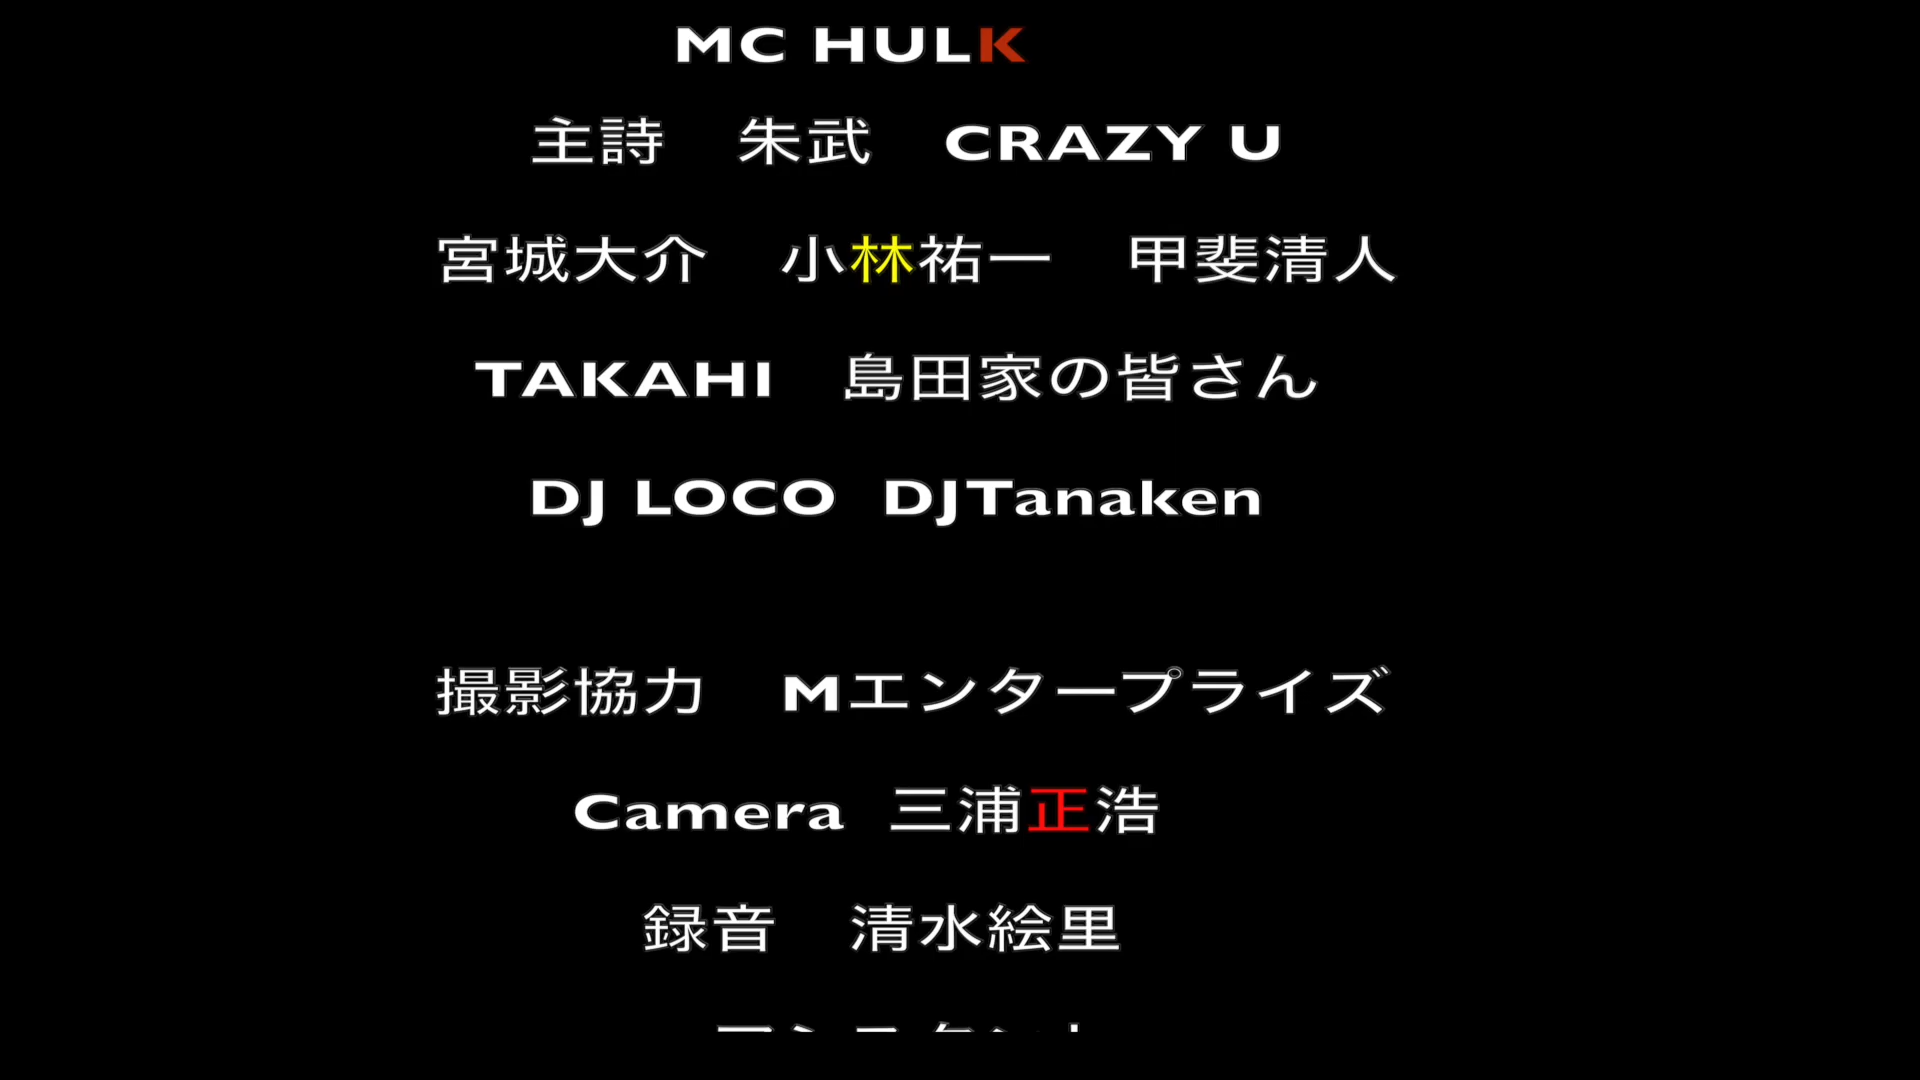 MC HULK
主詩　朱武　CRAZY U
宮城大介　小林祐一　甲斐清人
TAKAHI　島田家の皆さん
DJ LOCO　DJTanaken
撮影協力　Mエンタープライズ
Camera　三浦正浩
録音　清水絵里